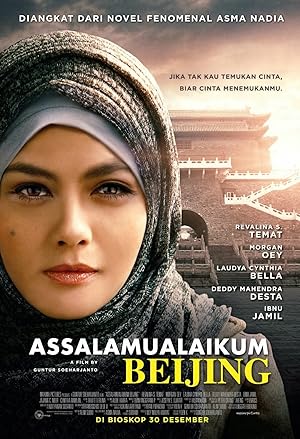 DIANGKAT DARI NOVEL FENOMENAL ASMA NADIA
JIKA TAK KAU TEMUKAN CINTA,
BIAR CINTA MENEMUKANMU.
REVALINA S.
TEMAT
MORGAN
OEY
LAUDYA CYNTHIA
BELLA
DEDDY MAHENDRA
DESTA
IBNU
JAMIL
ASSALAMUALAIKUM
BEIJING
A FILM BY
GUNTUR SOEHARJANTO
DI BIOSKOP 30 DESEMBER